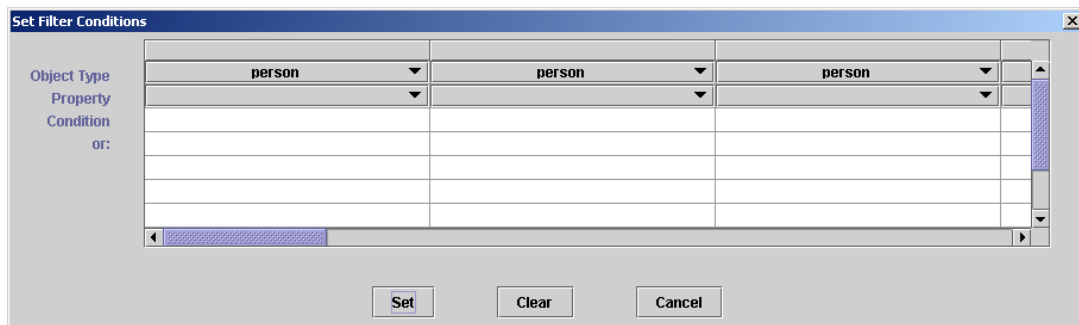 Set Filter Conditions
Object Type person person person
Property
Condition
or:
Set Clear Cancel